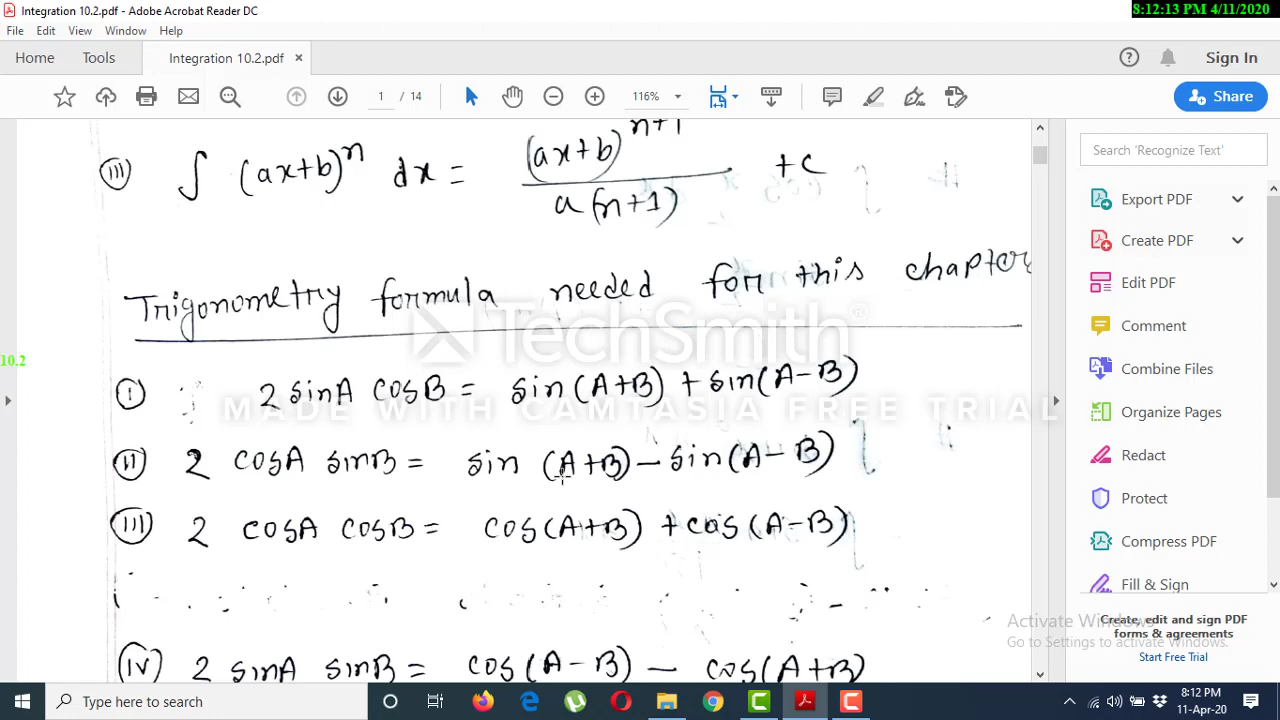 Integration 10.2.pdf - Adobe Acrobat Reader DC
8:12:13 PM 4/11/2020
File Edit View Window Help
Home Tools Integration 10.2.pdf × Sign In
1 / 14 116% Share
(iii) ∫ (ax+b)^n dx = (ax+b)^(n+1) / a(n+1) + c
Trigonometry formula needed for this chapter
TechSmith®
MADE WITH CAMTASIA FREE TRIAL
10.2
(i) 2 sinA cosB = sin(A+B) + sin(A-B)
(ii) 2 cosA sinB = sin (A+B) - sin(A-B)
(iii) 2 cosA cosB = cos(A+B) + cos(A-B)
(iv) 2 sinA sinB = cos(A-B) - cos(A+B)
Search 'Recognize Text'
Export PDF
Create PDF
Edit PDF
Comment
Combine Files
Organize Pages
Redact
Protect
Compress PDF
Fill & Sign
Activate Windows
Go to Settings to activate Windows.
Create, edit and sign PDF
forms & agreements
Start Free Trial
Type here to search
8:12 PM
11-Apr-20